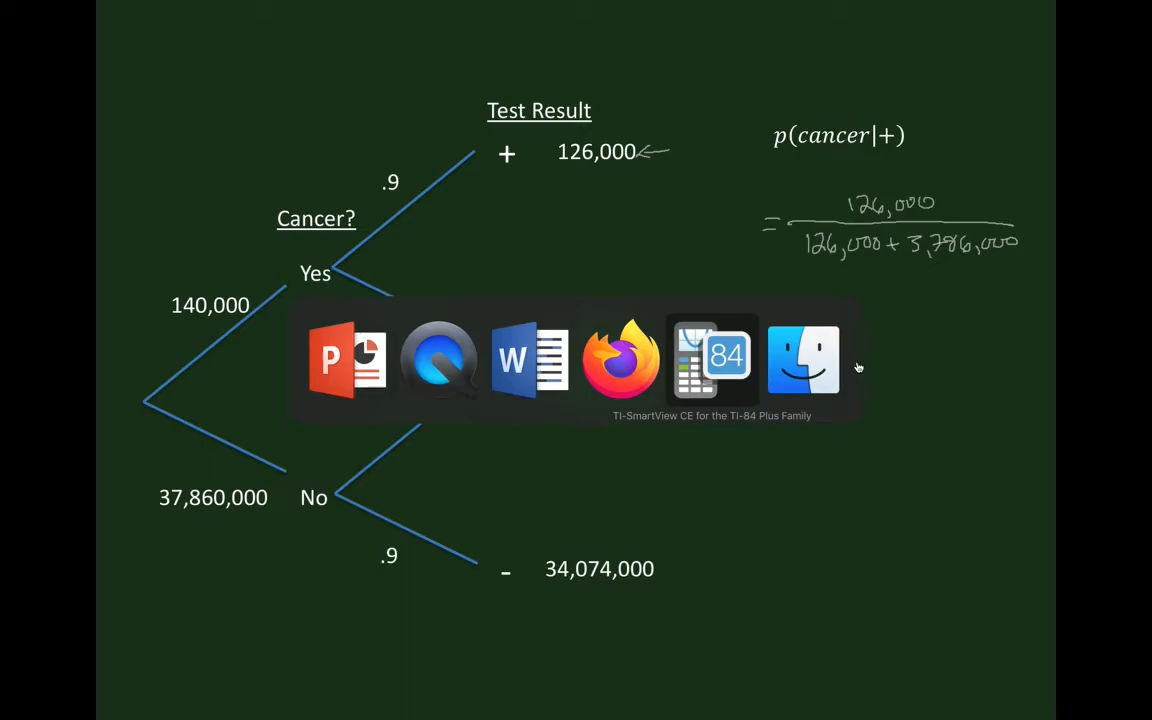 Test Result
+ 126,000
p(cancer|+)
.9
126,000
Cancer?
=
126,000 + 3,786,000
Yes
140,000
P
W
84
TI-SmartView CE for the TI-84 Plus Family
37,860,000 No
.9
- 34,074,000